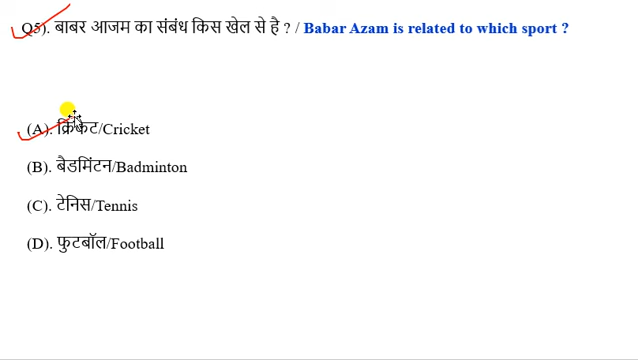 Q5). बाबर आजम का संबंध किस खेल से है ? / Babar Azam is related to which sport ?
(A). क्रिकेट/Cricket
(B). बैडमिंटन/Badminton
(C). टेनिस/Tennis
(D). फुटबॉल/Football